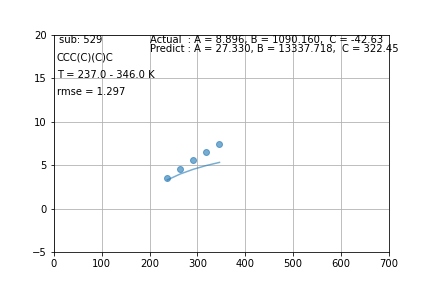 sub: 529
Actual : A = 8.896, B = 1090.160, C = -42.63
Predict : A = 27.330, B = 13337.718, C = 322.45
CCC(C)(C)C
T = 237.0 - 346.0 K
rmse = 1.297
20
15
10
5
0
−5
0 100 200 300 400 500 600 700